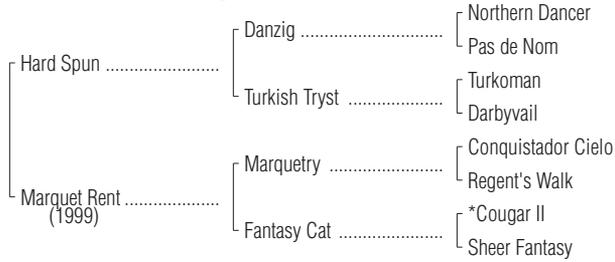 Northern Dancer
Danzig ..............................
Pas de Nom
Hard Spun ........................
Turkoman
Turkish Tryst ....................
Darbyvail
Conquistador Cielo
Marquetry ........................
Regent's Walk
Marquet Rent ....................
(1999)
*Cougar II
Fantasy Cat ......................
Sheer Fantasy